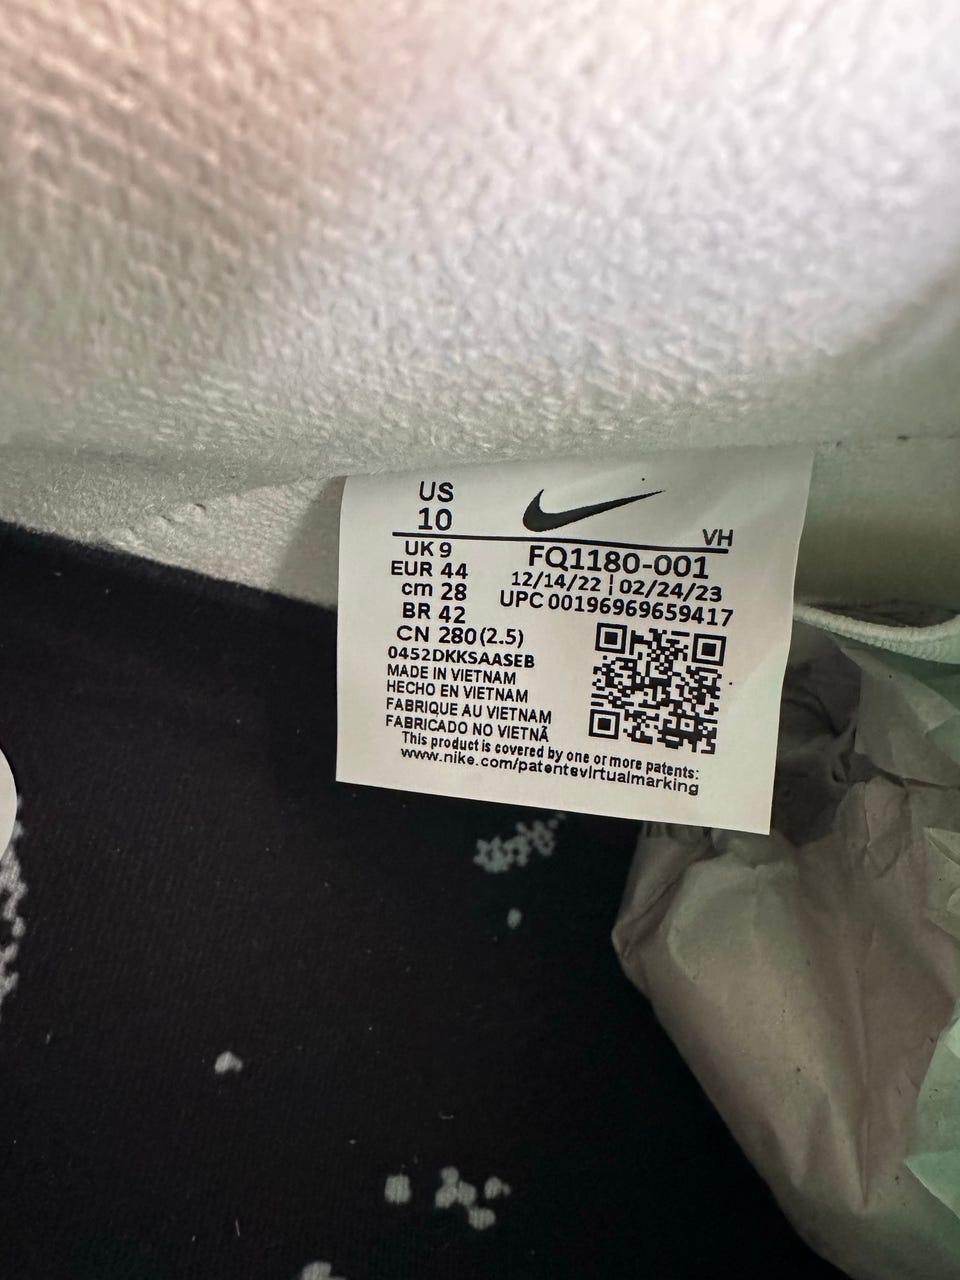 US
10
VH
UK 9
EUR 44
cm 28
BR 42
CN 280(2.5)
FQ1180-001
12/14/22 | 02/24/23
UPC 00196969659417
0452DKKSAASEB
MADE IN VIETNAM
HECHO EN VIETNAM
FABRIQUE AU VIETNAM
FABRICADO NO VIETNÃ
This product is covered by one or more patents:
www.nike.com/patentsvirtualmarking